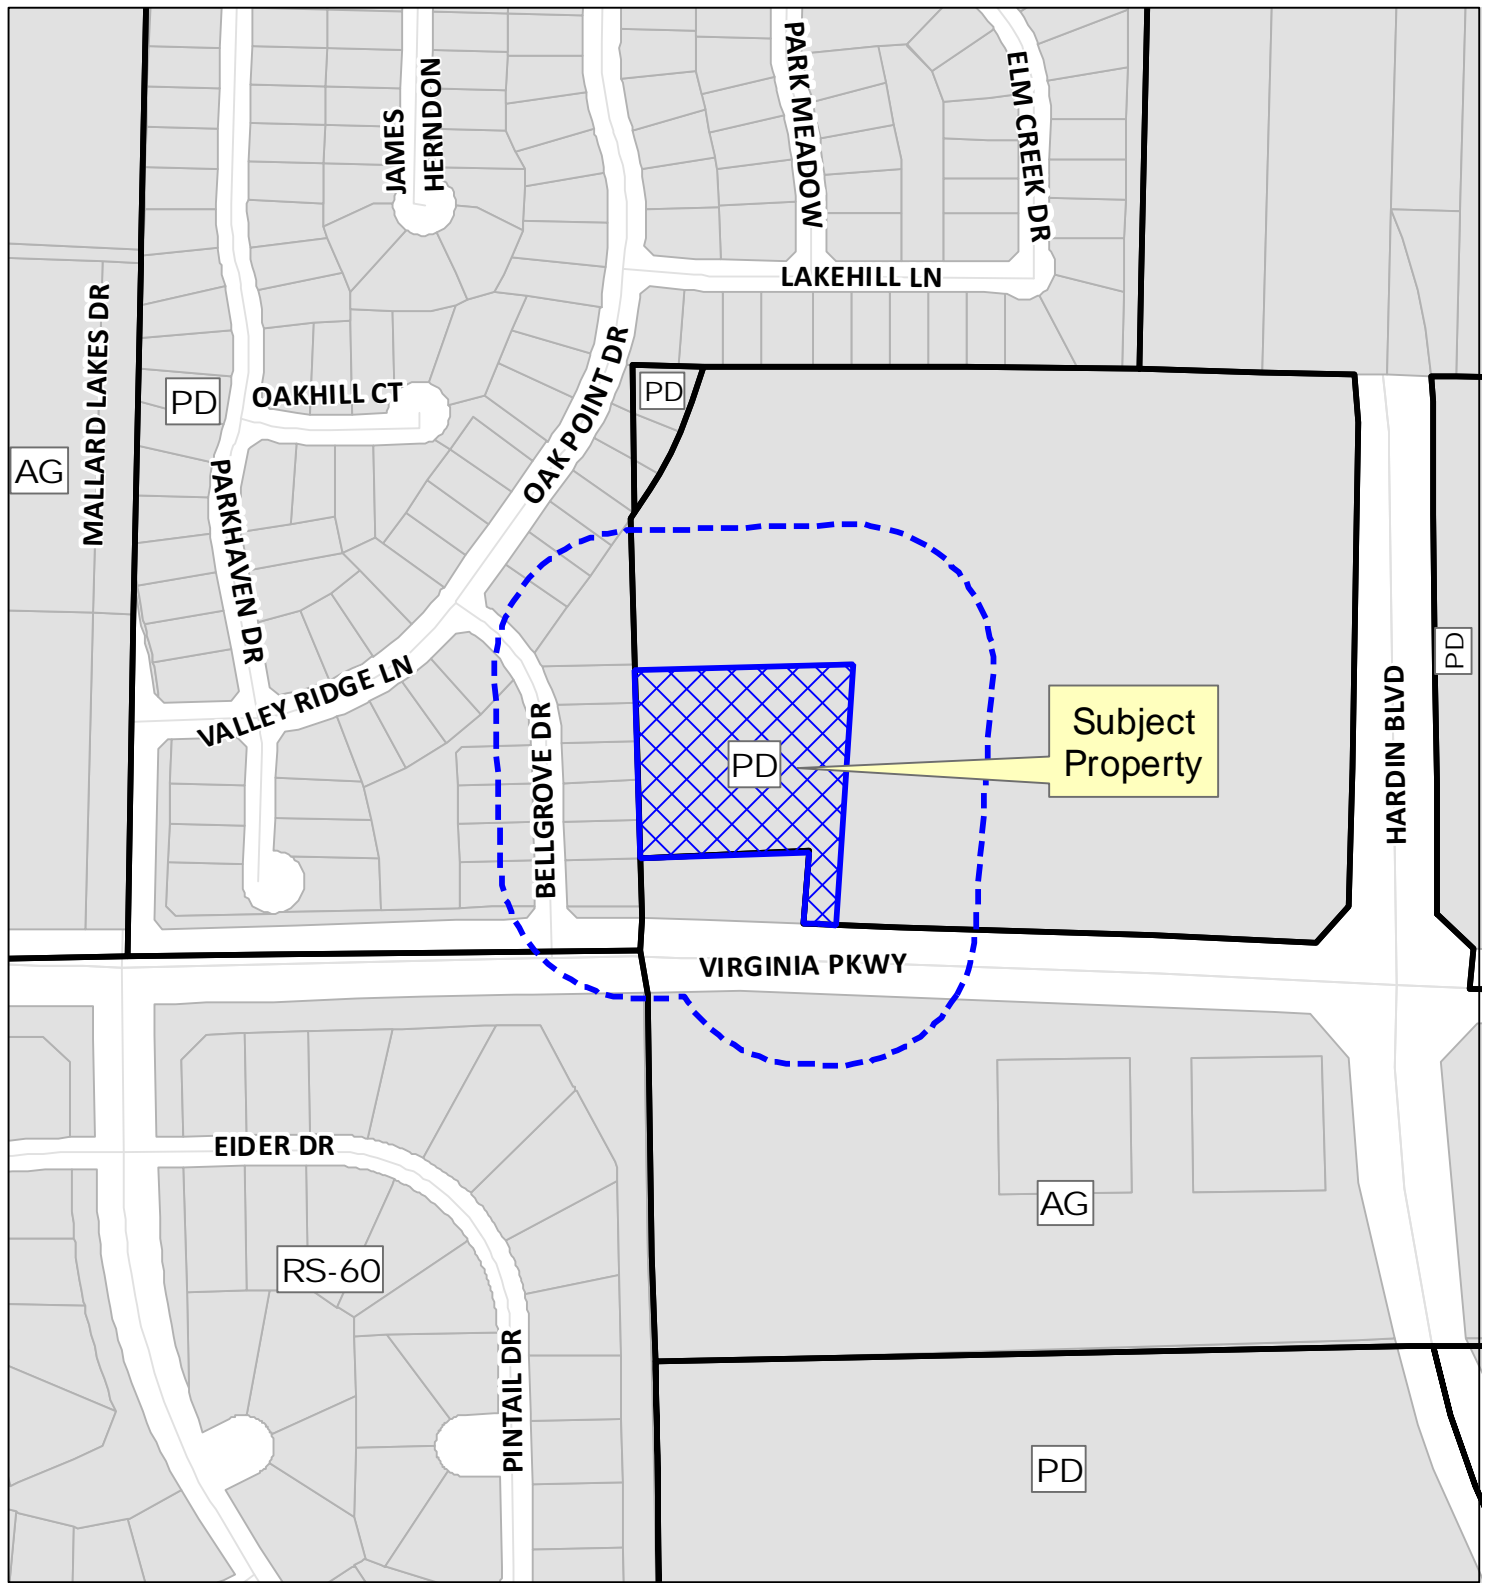 PARK MEADOW
ELM CREEK DR
JAMES
HERNDON
LAKEHILL LN
MALLARD LAKES DR
OAK POINT DR
PD
OAKHILL CT
PD
AG
PARKHAVEN DR
PD
VALLEY RIDGE LN
BELLGROVE DR
PD
Subject
Property
HARDIN BLVD
VIRGINIA PKWY
EIDER DR
AG
RS-60
PINTAIL DR
PD